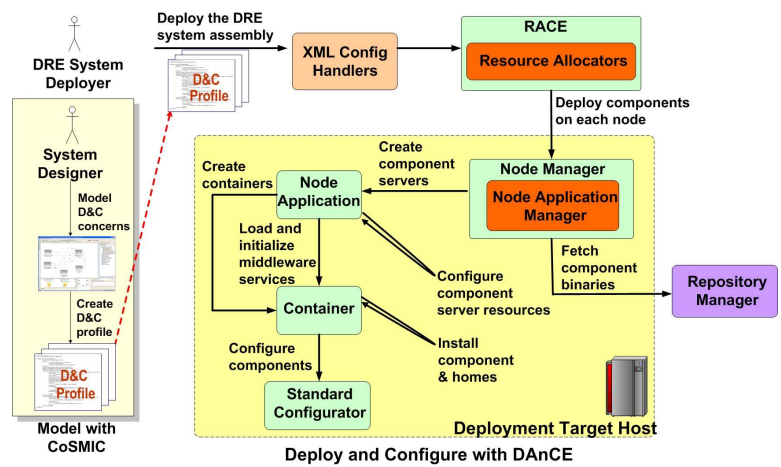 Deploy the DRE
system assembly
DRE System
Deployer
D&C
Profile
XML Config
Handlers
RACE
Resource Allocators
Deploy components
on each node
System
Designer
Model
D&C
concerns
Create
D&C
profile
D&C
Profile
Model with
CoSMIC
Create
containers
Node
Application
Create
component
servers
Node Manager
Node Application
Manager
Load and
initialize
middleware
services
Configure
component
server resources
Fetch
component
binaries
Repository
Manager
Container
Configure
components
Install
component
& homes
Standard
Configurator
Deployment Target Host
Deploy and Configure with DAnCE